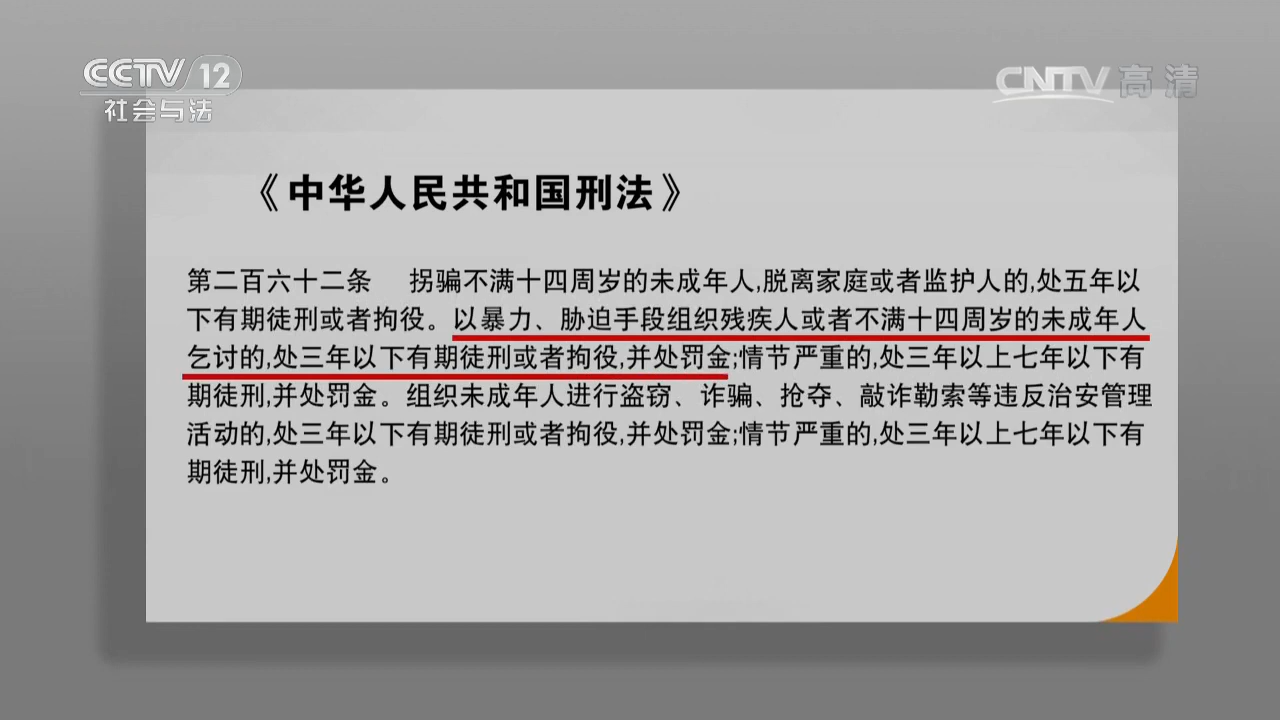 CCTV 12
社会与法
CNTV 高清
《中华人民共和国刑法》
第二百六十二条 拐骗不满十四周岁的未成年人,脱离家庭或者监护人的,处五年以
下有期徒刑或者拘役。以暴力、胁迫手段组织残疾人或者不满十四周岁的未成年人
乞讨的,处三年以下有期徒刑或者拘役,并处罚金;情节严重的,处三年以上七年以下有
期徒刑,并处罚金。组织未成年人进行盗窃、诈骗、抢夺、敲诈勒索等违反治安管理
活动的,处三年以下有期徒刑或者拘役,并处罚金;情节严重的,处三年以上七年以下有
期徒刑,并处罚金。